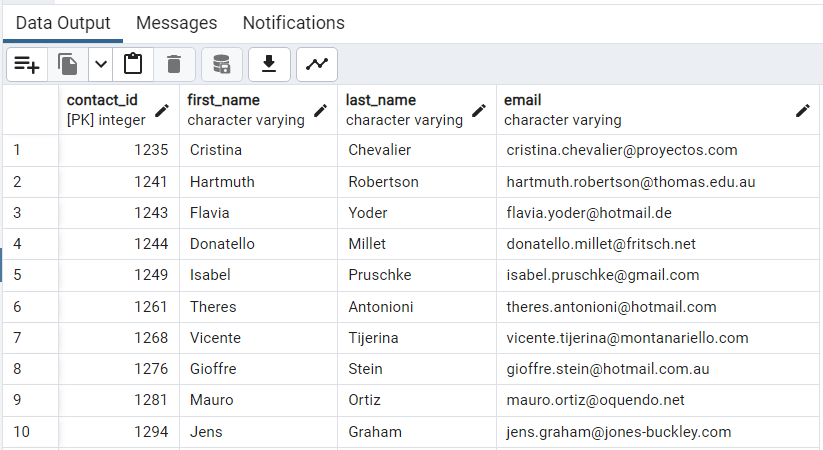 Data Output Messages Notifications
contact_id first_name last_name email
[PK] integer character varying character varying character varying
1 1235 Cristina Chevalier cristina.chevalier@proyectos.com
2 1241 Hartmuth Robertson hartmuth.robertson@thomas.edu.au
3 1243 Flavia Yoder flavia.yoder@hotmail.de
4 1244 Donatello Millet donatello.millet@fritsch.net
5 1249 Isabel Pruschke isabel.pruschke@gmail.com
6 1261 Theres Antonioni theres.antonioni@hotmail.com
7 1268 Vicente Tijerina vicente.tijerina@montanariello.com
8 1276 Gioffre Stein gioffre.stein@hotmail.com.au
9 1281 Mauro Ortiz mauro.ortiz@oquendo.net
10 1294 Jens Graham jens.graham@jones-buckley.com